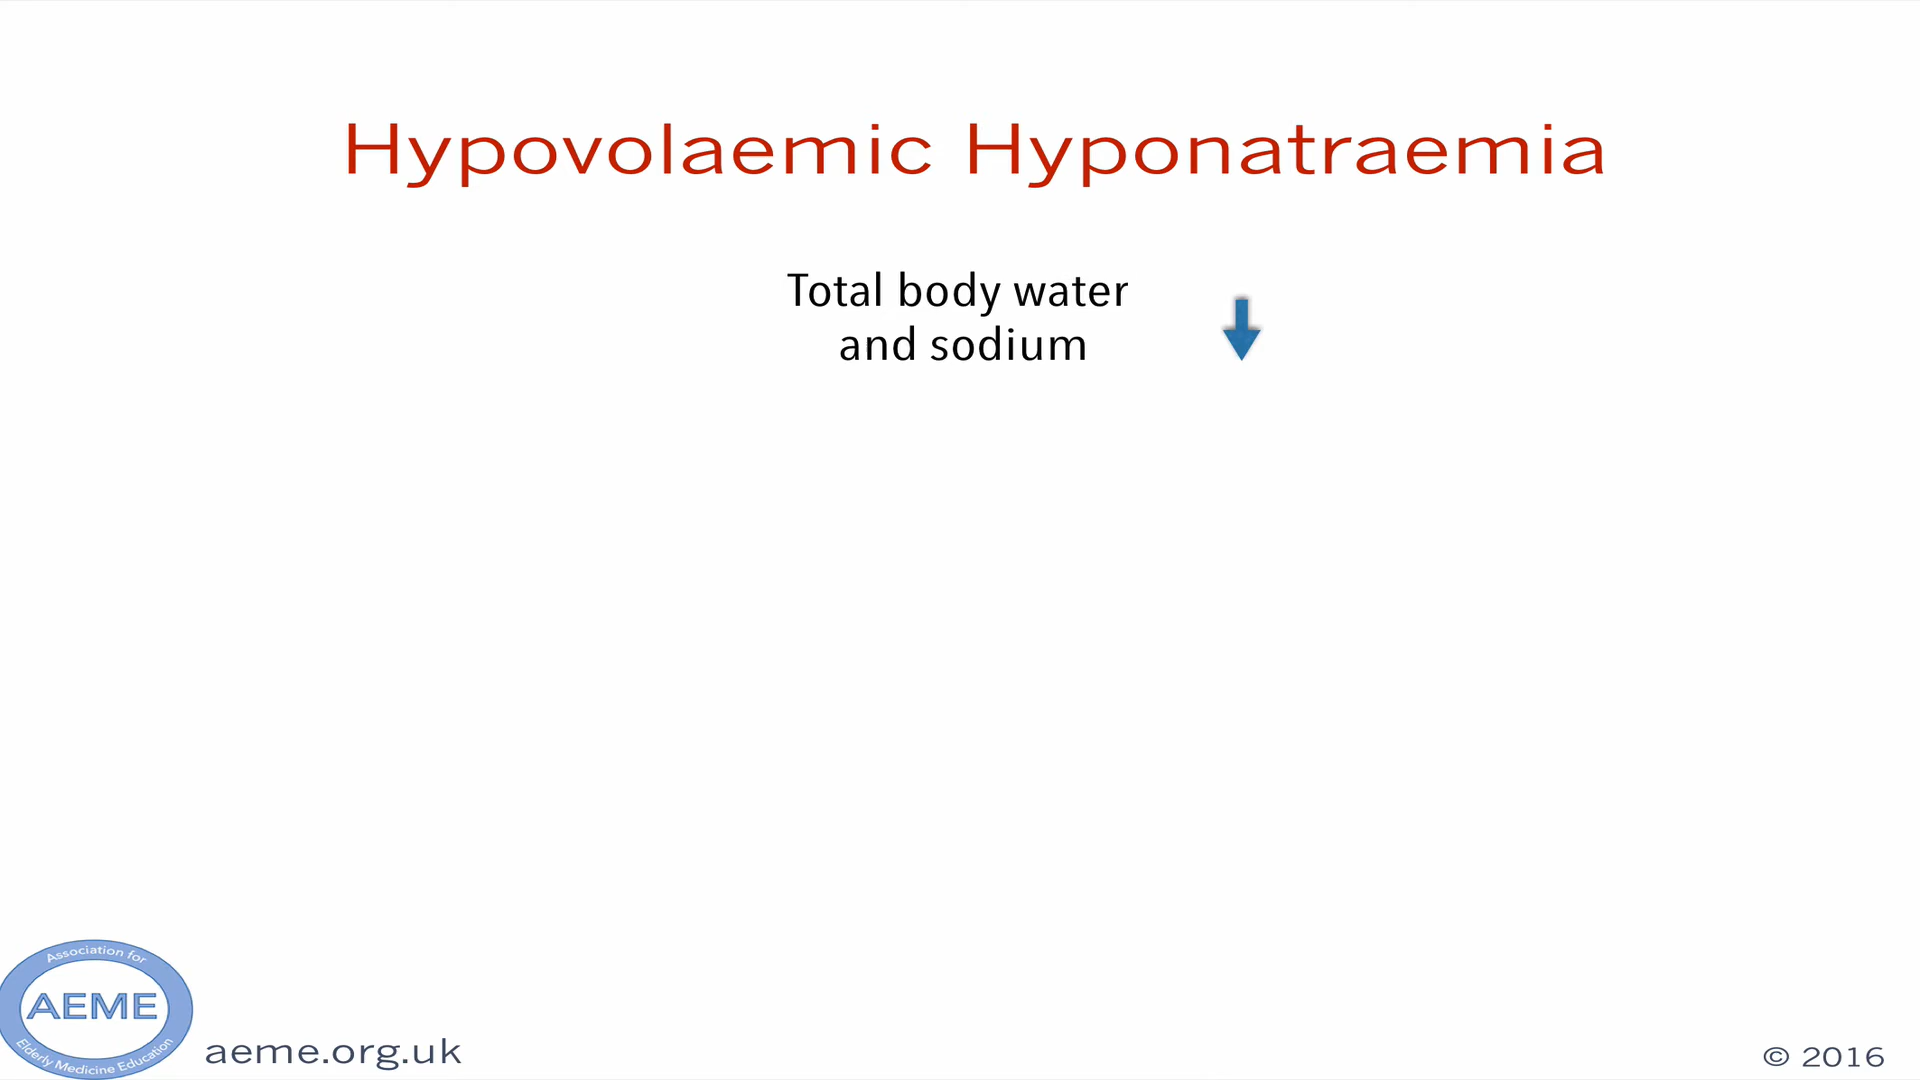 Hypovolaemic Hyponatraemia
Total body water
and sodium
Association for
AEME
Elderly Medicine Education
aeme.org.uk
© 2016